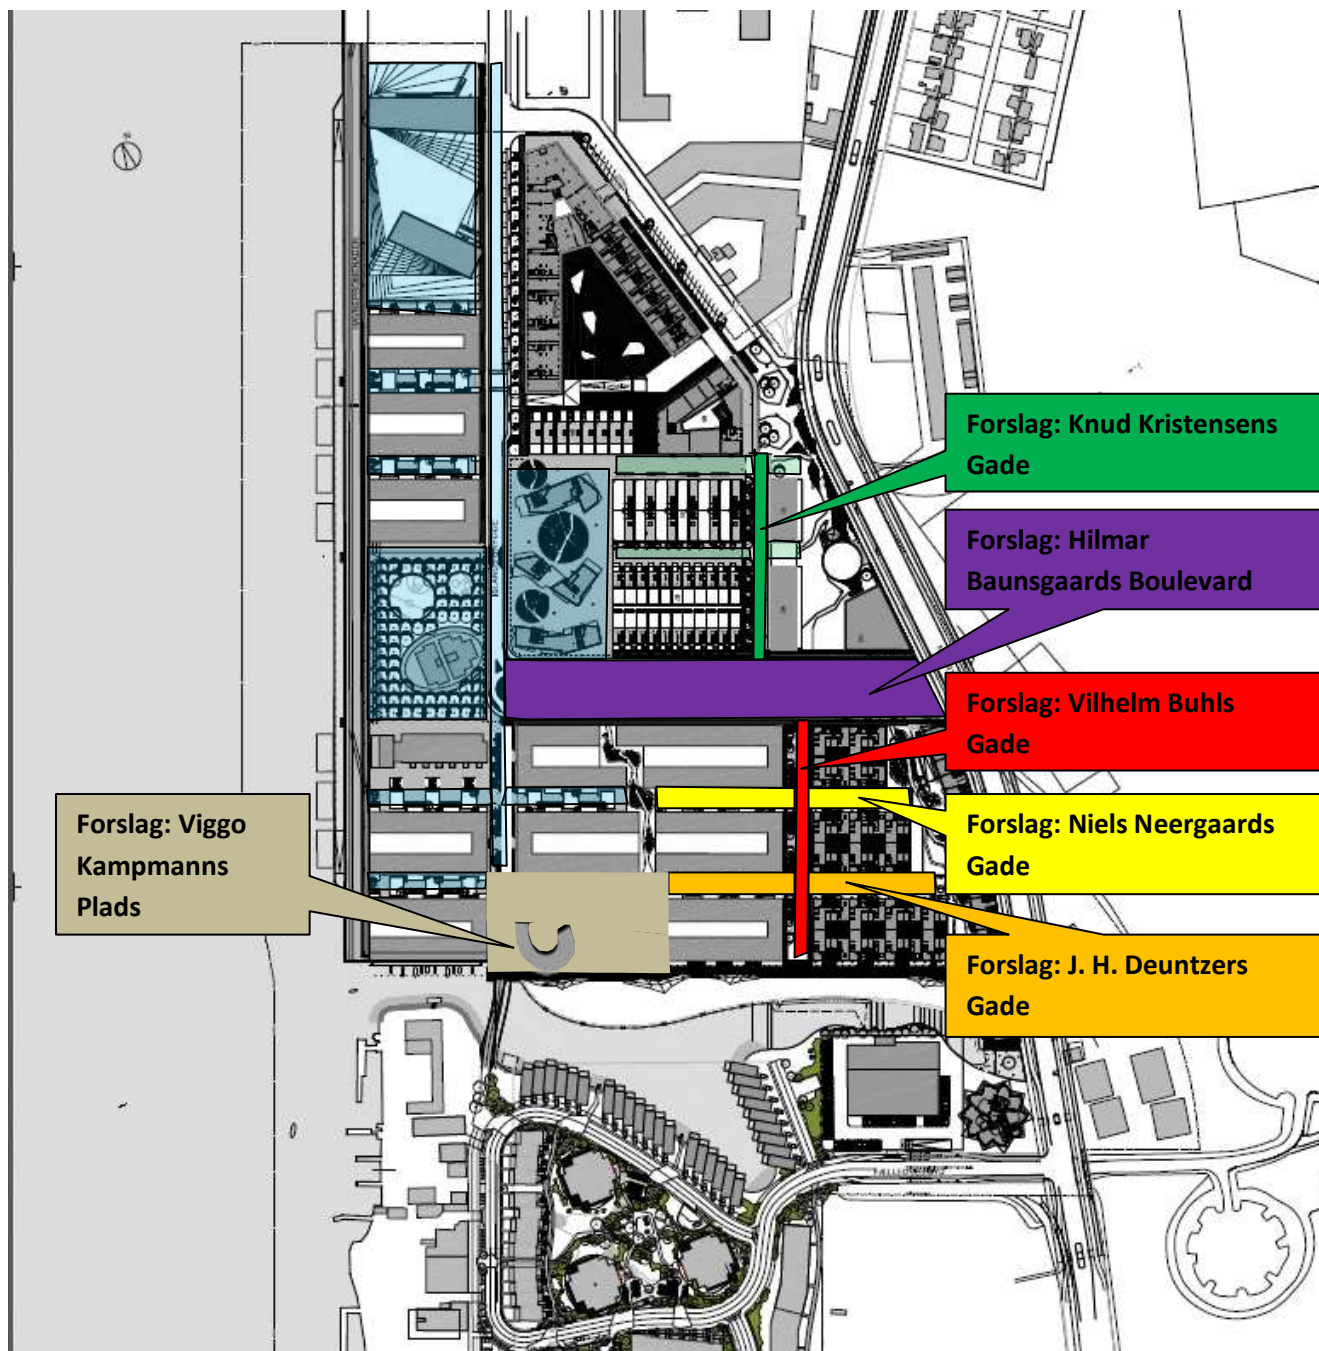 Forslag: Knud Kristensens
Gade
Forslag: Hilmar
Baunsgaards Boulevard
Forslag: Vilhelm Buhls
Gade
Forslag: Niels Neergaards
Gade
Forslag: Viggo
Kampmanns
Plads
Forslag: J. H. Deuntzers
Gade